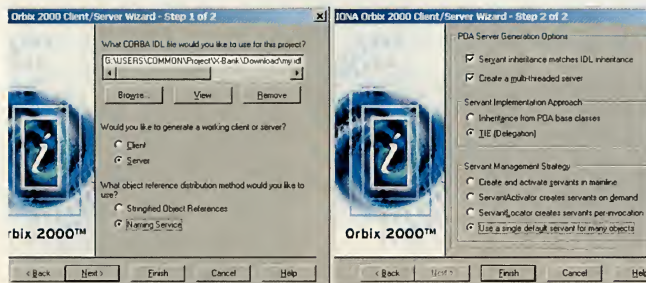 Orbix 2000 Client/Server Wizard - Step 1 of 2
What CORBA IDL file would you like to use for this project?
G:\USERS\COMMON\Project\X-Bank\Download\my.idl
Browse...
View
Remove
Would you like to generate a working client or server?
Client
Server
What object reference distribution method would you like to use?
Stringified Object References
Naming Service
rbix 2000™
< Back
Next >
Finish
Cancel
Help
IONA Orbix 2000 Client/Server Wizard - Step 2 of 2
POA Server Generation Options
Servant inheritance matches IDL inheritance
Create a multi-threaded server
Servant Implementation Approach
Inheritance from POA base classes
TIE (Delegation)
Servant Management Strategy
Create and activate servants in mainline
ServantActivator creates servants on demand
ServantLocator creates servants per-invocation
Use a single default servant for many objects
Orbix 2000™
< Back
Next >
Finish
Cancel
Help